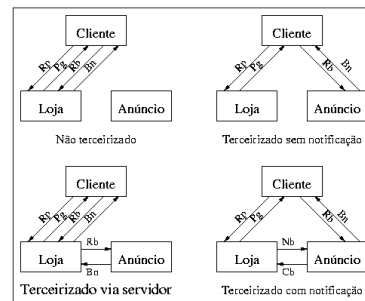 Cliente
Rp Pg Rb Bn
Loja Anúncio
Não terceirizado
Cliente
Rp Pg Rb Bn
Loja Anúncio
Terceirizado sem notificação
Cliente
Rp Pg Rb Bn
Rb
Loja Anúncio
Bn
Terceirizado via servidor
Cliente
Rp Pg Rb Bn
Nb
Loja Anúncio
Cb
Terceirizado com notificação